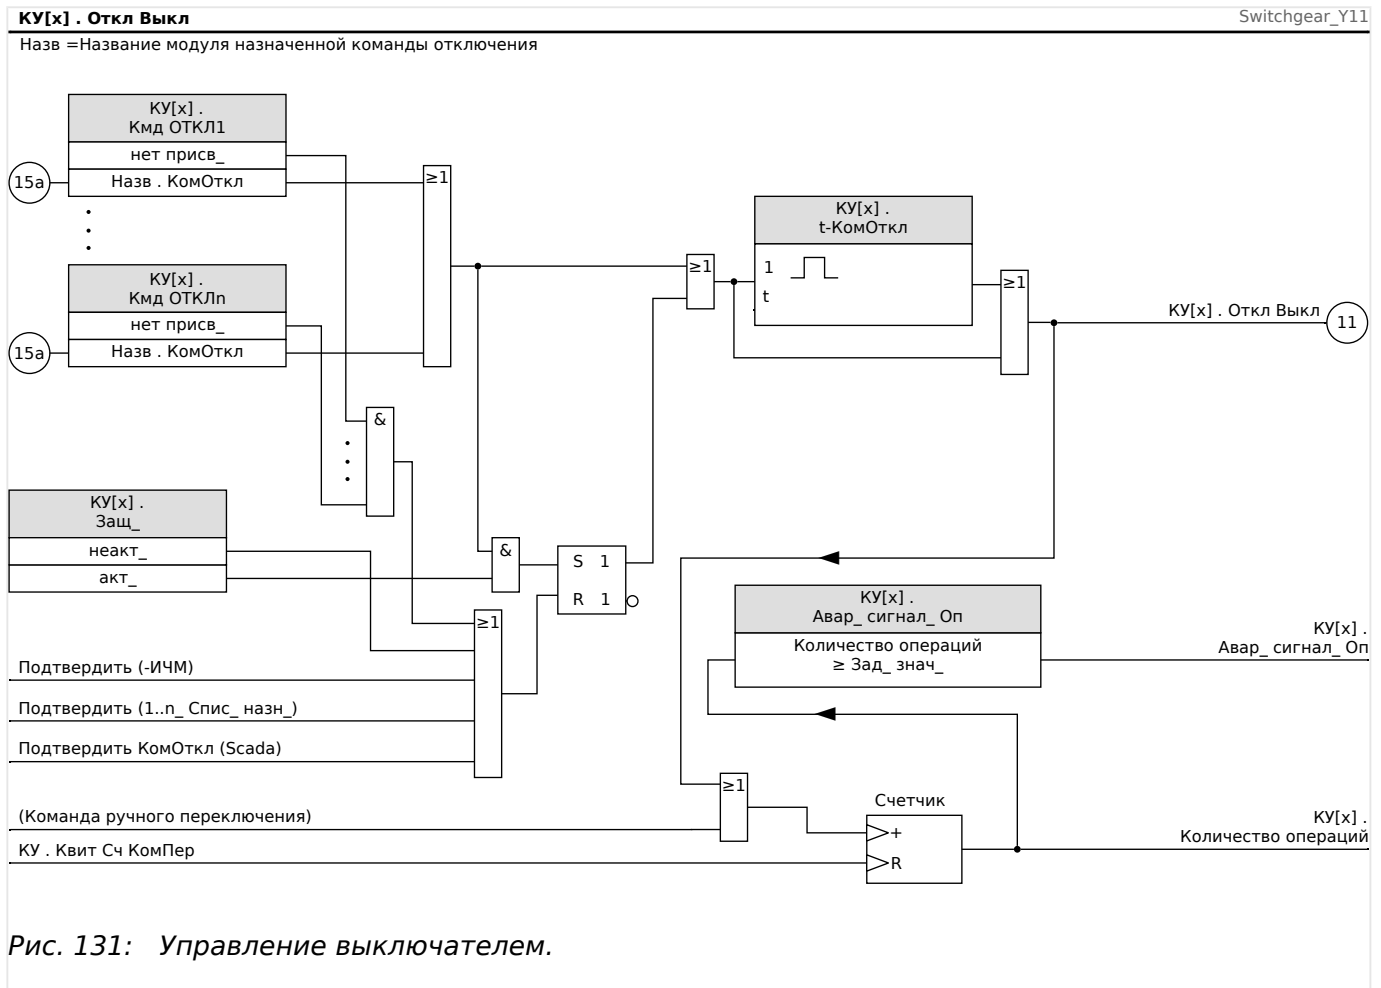 КУ[x] . Откл Выкл
Switchgear_Y11
Назв =Название модуля назначенной команды отключения
КУ[x] .
Кмд ОТКЛ1
нет присв_
15a
Назв . КомОткл
≥1
КУ[x] .
t-КомОткл
КУ[x] .
Кмд ОТКЛn
≥1
1
t
≥1
нет присв_
КУ[x] . Откл Выкл
11
15a
Назв . КомОткл
&
КУ[x] .
Защ_
неакт_
акт_
&
S 1
R 1
≥1
КУ[x] .
Авар_ сигнал_ Оп
Количество операций
≥ Зад_ знач_
КУ[x] .
Авар_ сигнал_ Оп
Подтвердить (-ИЧМ)
Подтвердить (1..n_ Спис_ назн_)
Подтвердить КомОткл (Scada)
≥1
Счетчик
(Команда ручного переключения)
+
КУ[x] .
Количество операций
КУ . Квит Сч КомПер
R
Рис. 131: Управление выключателем.